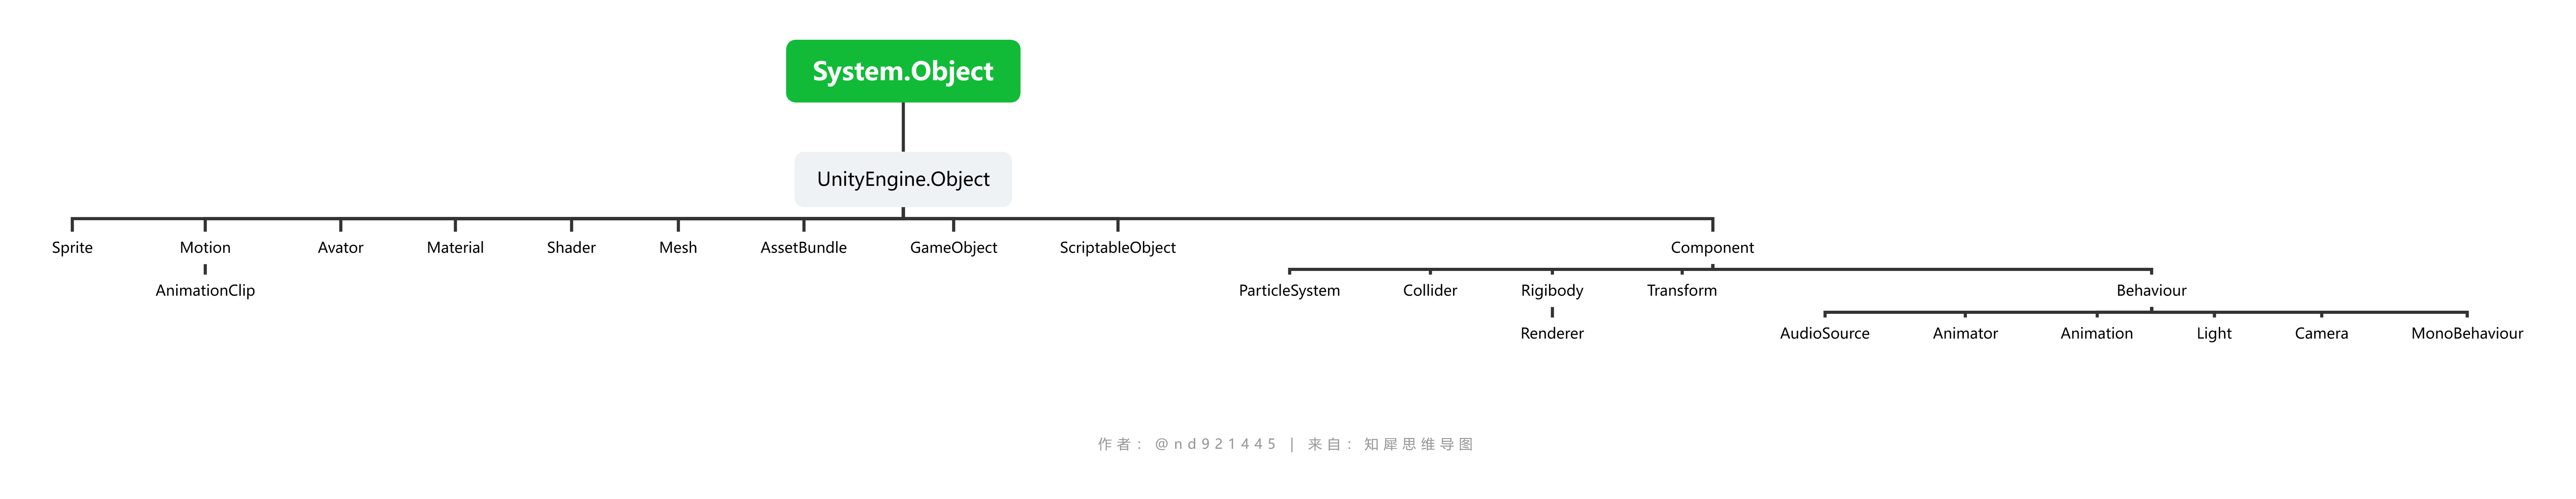 System.Object
UnityEngine.Object
Sprite
Motion
Avator
Material
Shader
Mesh
AssetBundle
GameObject
ScriptableObject
Component
AnimationClip
ParticleSystem
Collider
Rigibody
Transform
Behaviour
Renderer
AudioSource
Animator
Animation
Light
Camera
MonoBehaviour
作者：@nd921445 | 来自：知犀思维导图